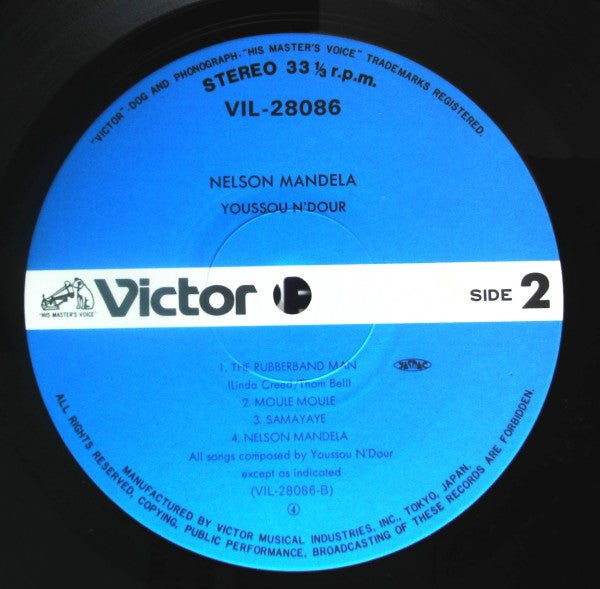 "VICTOR"-DOG AND PHONOGRAPH-"HIS MASTER'S VOICE" TRADEMARKS REGISTERED.
STEREO 33 1/3 r.p.m.
VIL-28086
NELSON MANDELA
YOUSSOU N'DOUR
"HIS MASTER'S VOICE"
Victor
SIDE 2
1. THE RUBBERBAND MAN
(Linda Creed/Thom Bell)
2. MOULE MOULE
3. SAMAYAYE
4. NELSON MANDELA
All songs composed by Youssou N'Dour
except as indicated
(VIL-28086-B)
④
MANUFACTURED BY VICTOR MUSICAL INDUSTRIES, INC., TOKYO, JAPAN.
ALL RIGHTS RESERVED, COPYING, PUBLIC PERFORMANCE, BROADCASTING OF THESE RECORDS ARE FORBIDDEN.